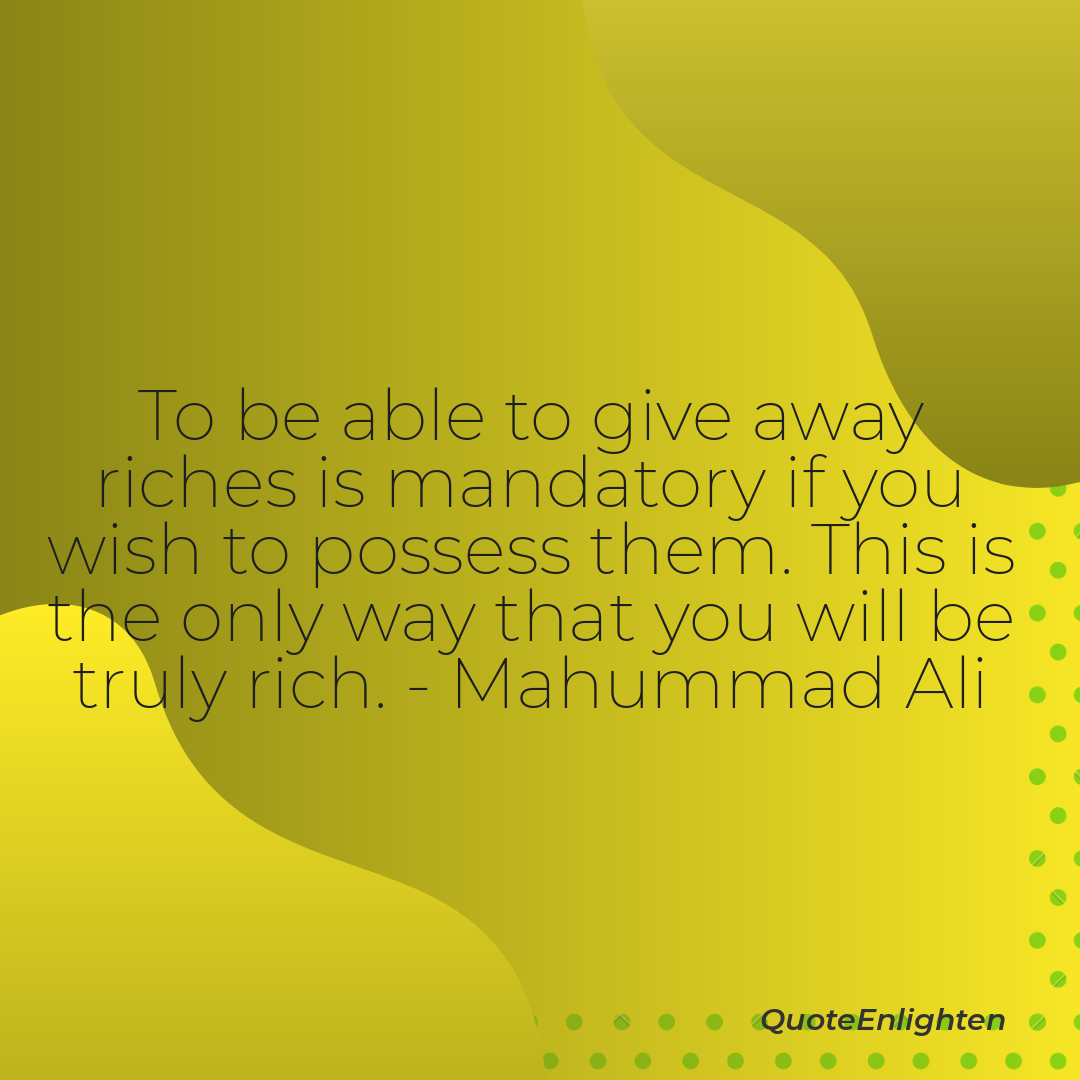 To be able to give away
riches is mandatory if you
wish to possess them. This is
the only way that you will be
truly rich. - Mahummad Ali
QuoteEnlighten